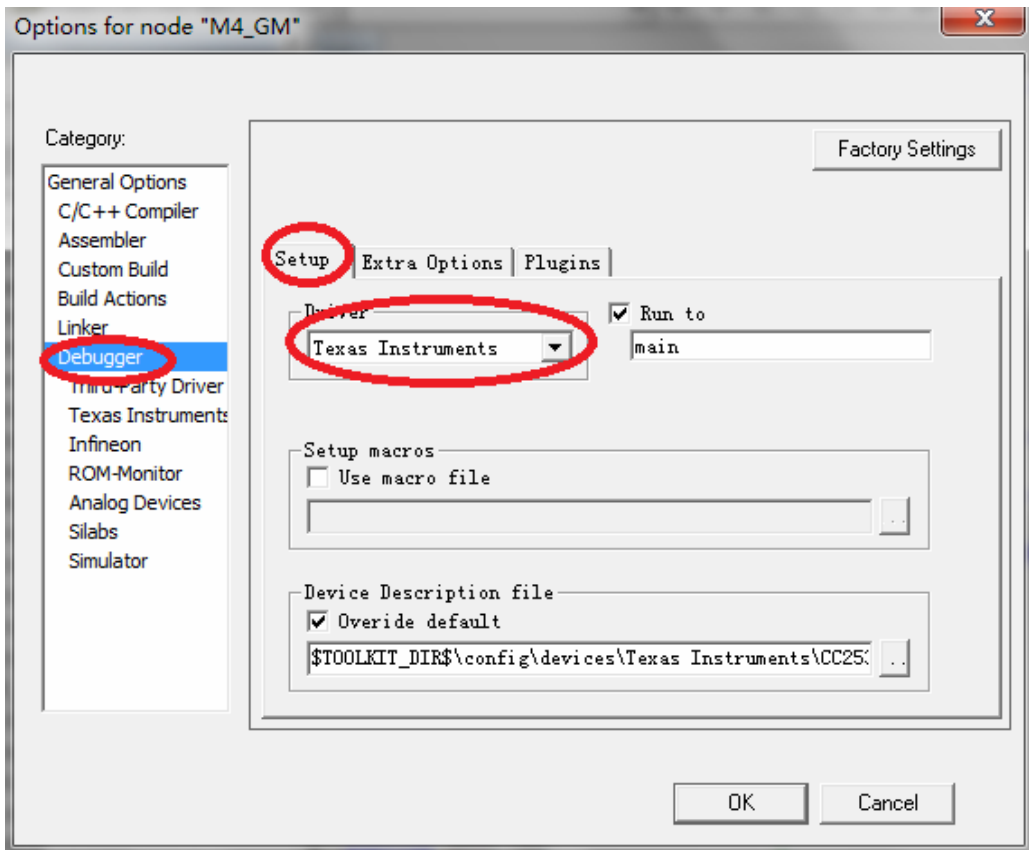 Options for node "M4_GM"
Category:
Factory Settings
General Options
C/C++ Compiler
Assembler
Custom Build
Build Actions
Linker
Debugger
Third-Party Driver
Texas Instruments
Infineon
ROM-Monitor
Analog Devices
Silabs
Simulator
Setup
Extra Options
Plugins
Driver
Run to
Texas Instruments
main
Setup macros
Use macro file
..
Device Description file
Overide default
$TOOLKIT_DIR$\config\devices\Texas Instruments\CC253
..
OK
Cancel